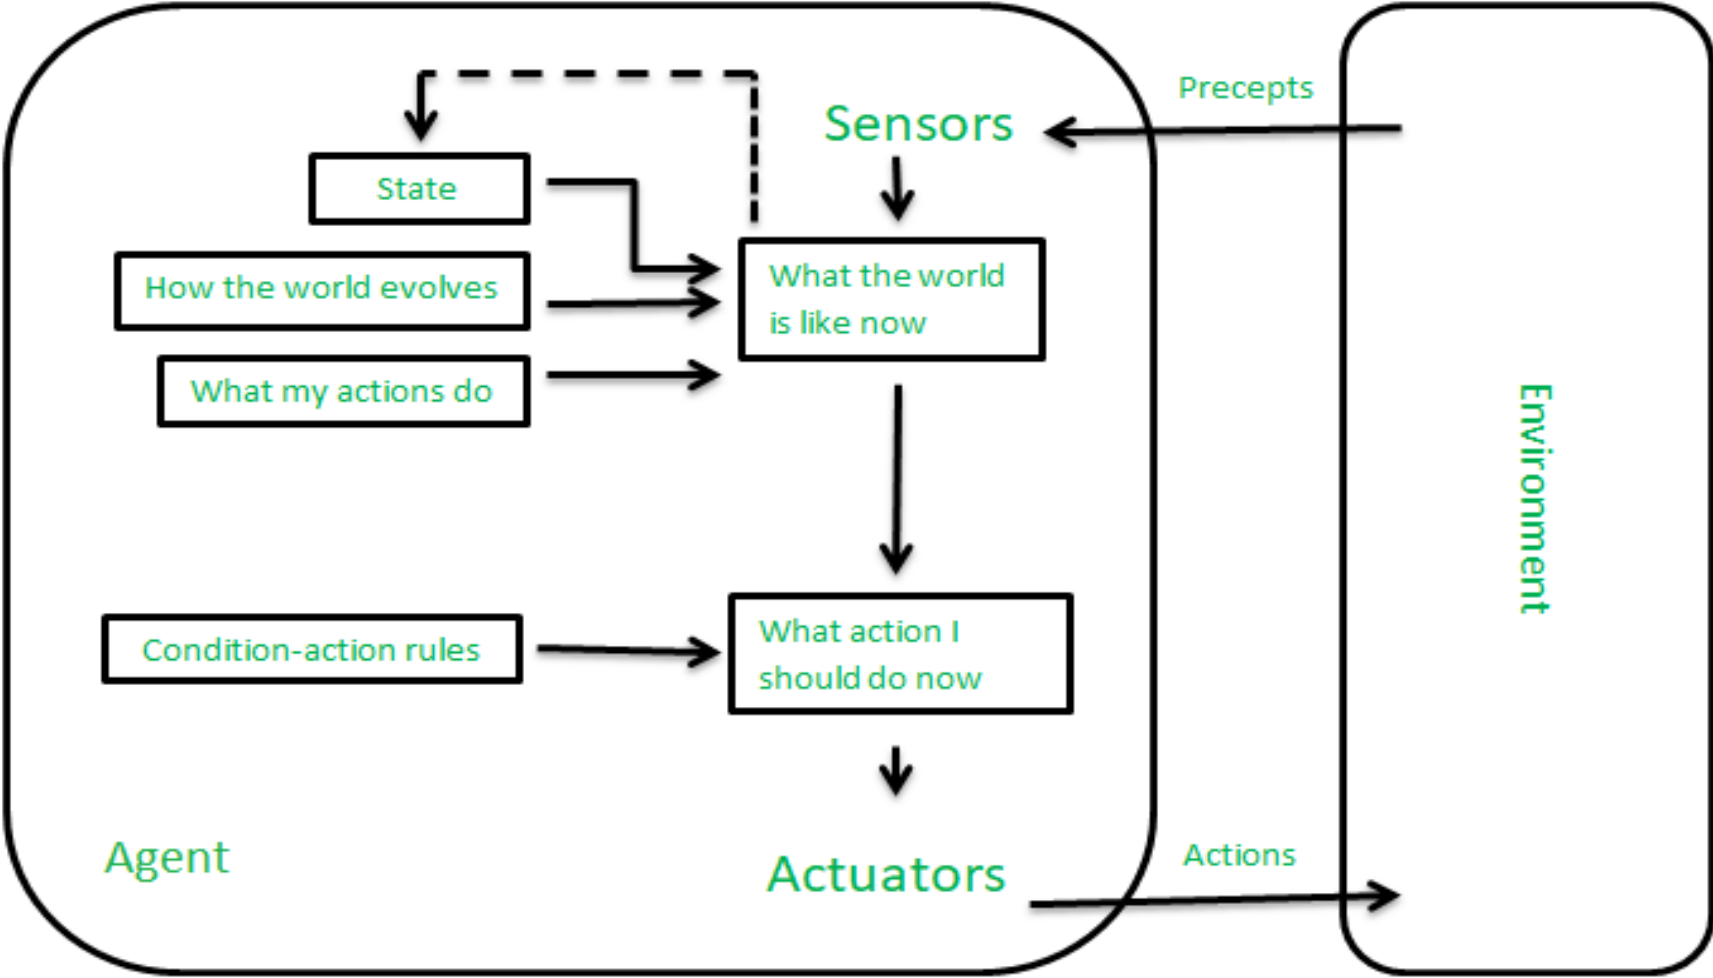 Precepts
Sensors
State
How the world evolves
What the world
is like now
What my actions do
Environment
Condition-action rules
What action I
should do now
Agent
Actuators
Actions